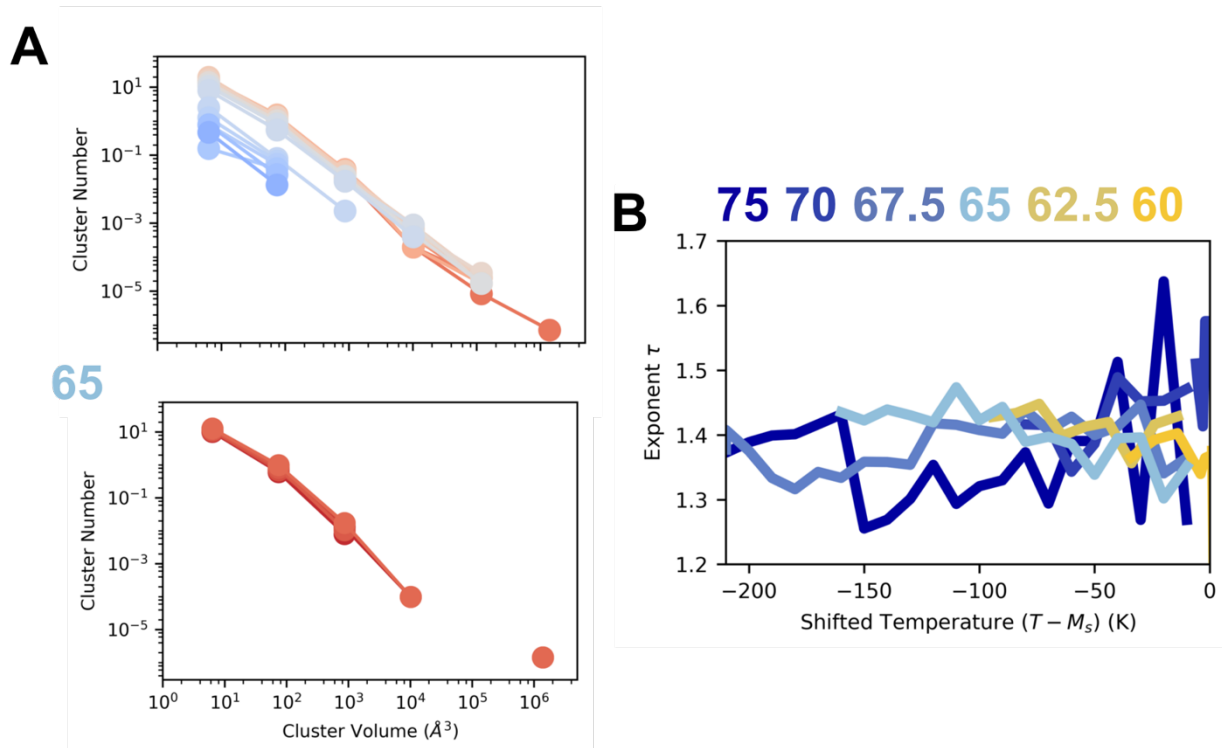 A
10¹
10⁻¹
10⁻³
10⁻⁵
Cluster Number
65
10¹
10⁻¹
10⁻³
10⁻⁵
Cluster Number
10⁰ 10¹ 10² 10³ 10⁴ 10⁵ 10⁶
Cluster Volume (Å³)
B
75 70 67.5 65 62.5 60
1.7
1.6
1.5
1.4
1.3
1.2
Exponent τ
−200 −150 −100 −50 0
Shifted Temperature (T − Mₛ) (K)